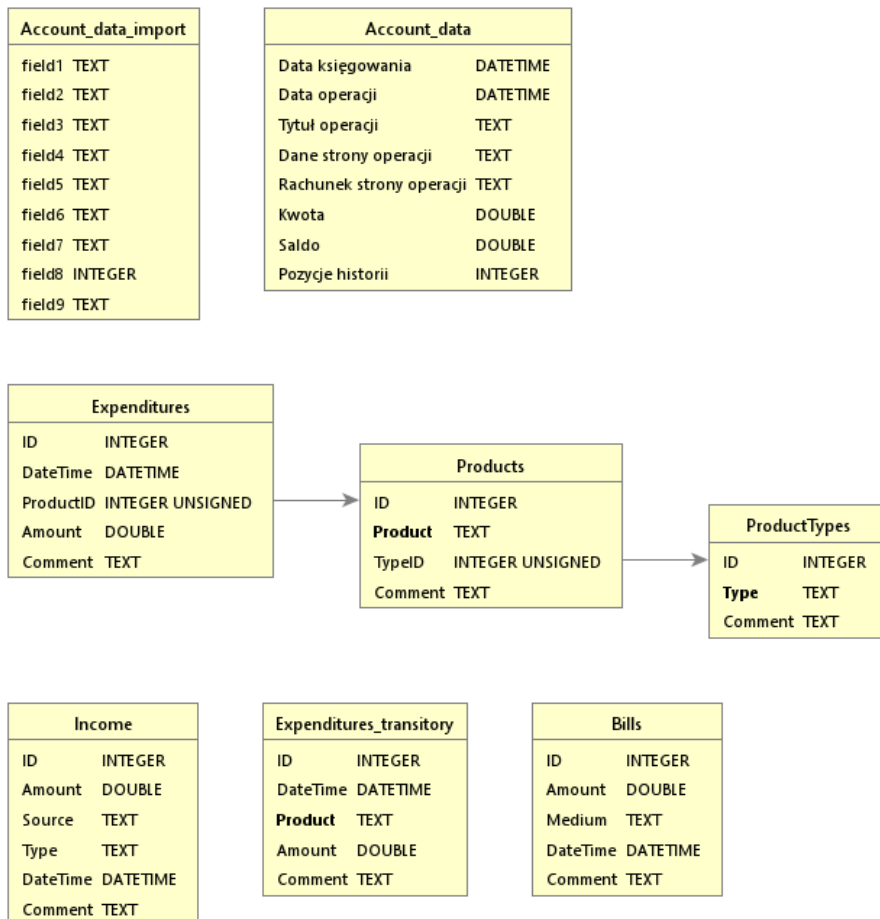 Account_data_import
field1 TEXT
field2 TEXT
field3 TEXT
field4 TEXT
field5 TEXT
field6 TEXT
field7 TEXT
field8 INTEGER
field9 TEXT
Account_data
Data księgowania DATETIME
Data operacji DATETIME
Tytuł operacji TEXT
Dane strony operacji TEXT
Rachunek strony operacji TEXT
Kwota DOUBLE
Saldo DOUBLE
Pozycje historii INTEGER
Expenditures
ID INTEGER
DateTime DATETIME
ProductID INTEGER UNSIGNED
Amount DOUBLE
Comment TEXT
Products
ID INTEGER
Product TEXT
TypeID INTEGER UNSIGNED
Comment TEXT
ProductTypes
ID INTEGER
Type TEXT
Comment TEXT
Income
ID INTEGER
Amount DOUBLE
Source TEXT
Type TEXT
DateTime DATETIME
Comment TEXT
Expenditures_transitory
ID INTEGER
DateTime DATETIME
Product TEXT
Amount DOUBLE
Comment TEXT
Bills
ID INTEGER
Amount DOUBLE
Medium TEXT
DateTime DATETIME
Comment TEXT